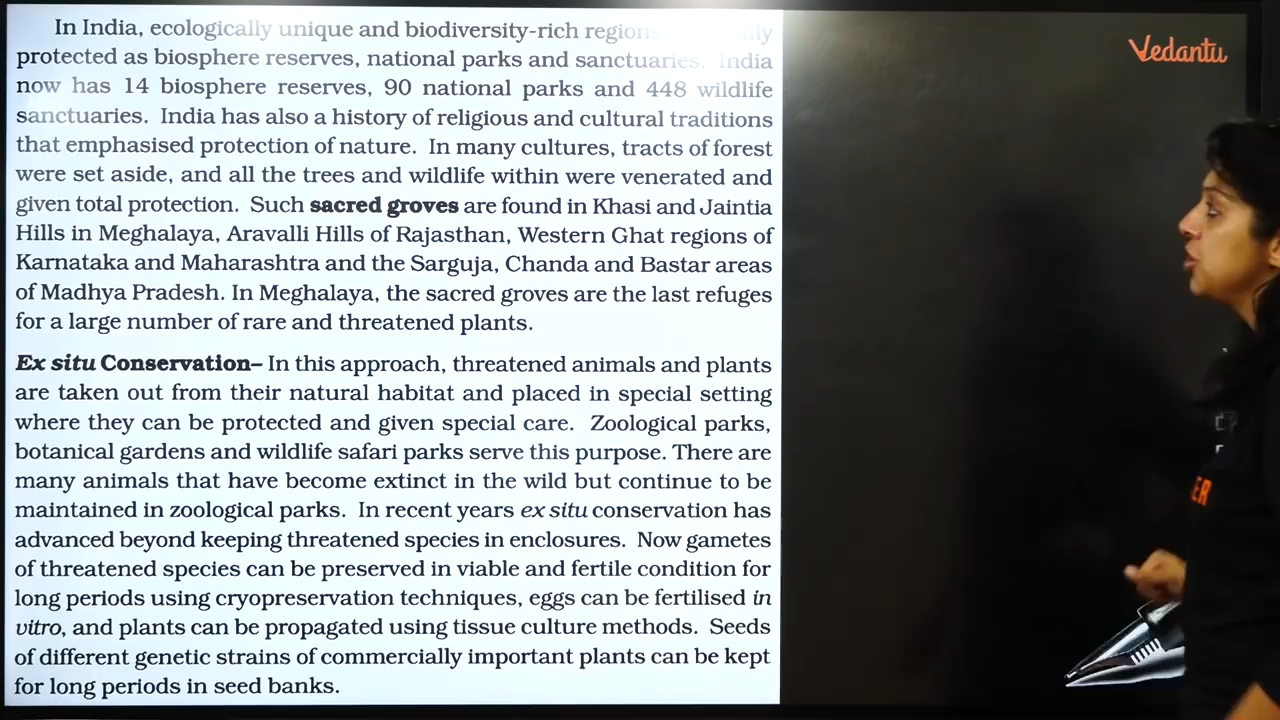 In India, ecologically unique and biodiversity-rich regions
protected as biosphere reserves, national parks and sanctuaries. India
now has 14 biosphere reserves, 90 national parks and 448 wildlife
sanctuaries. India has also a history of religious and cultural traditions
that emphasised protection of nature. In many cultures, tracts of forest
were set aside, and all the trees and wildlife within were venerated and
given total protection. Such sacred groves are found in Khasi and Jaintia
Hills in Meghalaya, Aravalli Hills of Rajasthan, Western Ghat regions of
Karnataka and Maharashtra and the Sarguja, Chanda and Bastar areas
of Madhya Pradesh. In Meghalaya, the sacred groves are the last refuges
for a large number of rare and threatened plants.
Ex situ Conservation– In this approach, threatened animals and plants
are taken out from their natural habitat and placed in special setting
where they can be protected and given special care. Zoological parks,
botanical gardens and wildlife safari parks serve this purpose. There are
many animals that have become extinct in the wild but continue to be
maintained in zoological parks. In recent years ex situ conservation has
advanced beyond keeping threatened species in enclosures. Now gametes
of threatened species can be preserved in viable and fertile condition for
long periods using cryopreservation techniques, eggs can be fertilised in
vitro, and plants can be propagated using tissue culture methods. Seeds
of different genetic strains of commercially important plants can be kept
for long periods in seed banks.
Vedantu
ER